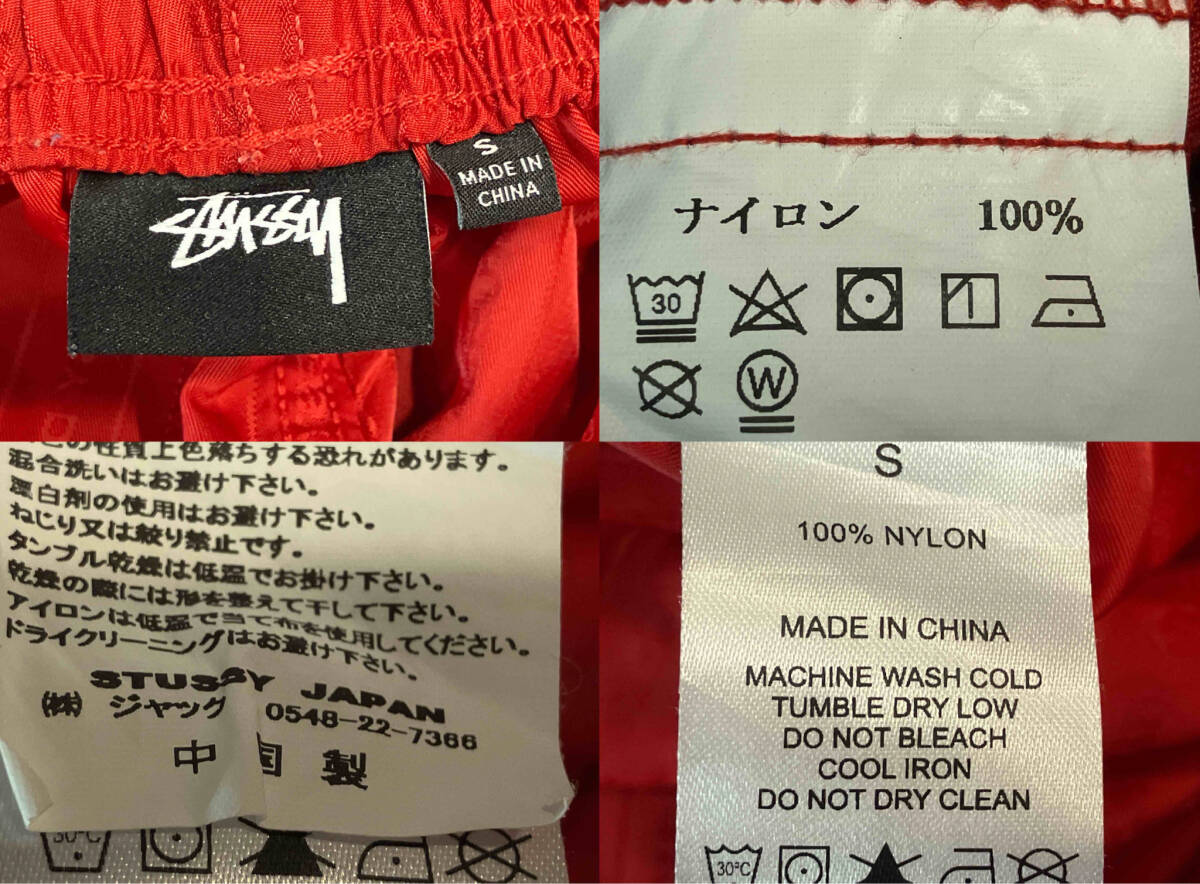 STÜSSY
S
MADE IN
CHINA
ナイロン 100%
30
W
の性質上色落ちする恐れがあります。
混合洗いはお避け下さい。
漂白剤の使用はお避け下さい。
ねじり又は絞り禁止です。
タンブル乾燥は低温でお掛け下さい。
乾燥の際には形を整えて干して下さい。
アイロンは低温で当て布を使用してください。
ドライクリーニングはお避け下さい。
STUSSY JAPAN
(株) ジャック 0548-22-7366
中国製
30°C
S
100% NYLON
MADE IN CHINA
MACHINE WASH COLD
TUMBLE DRY LOW
DO NOT BLEACH
COOL IRON
DO NOT DRY CLEAN
30°C